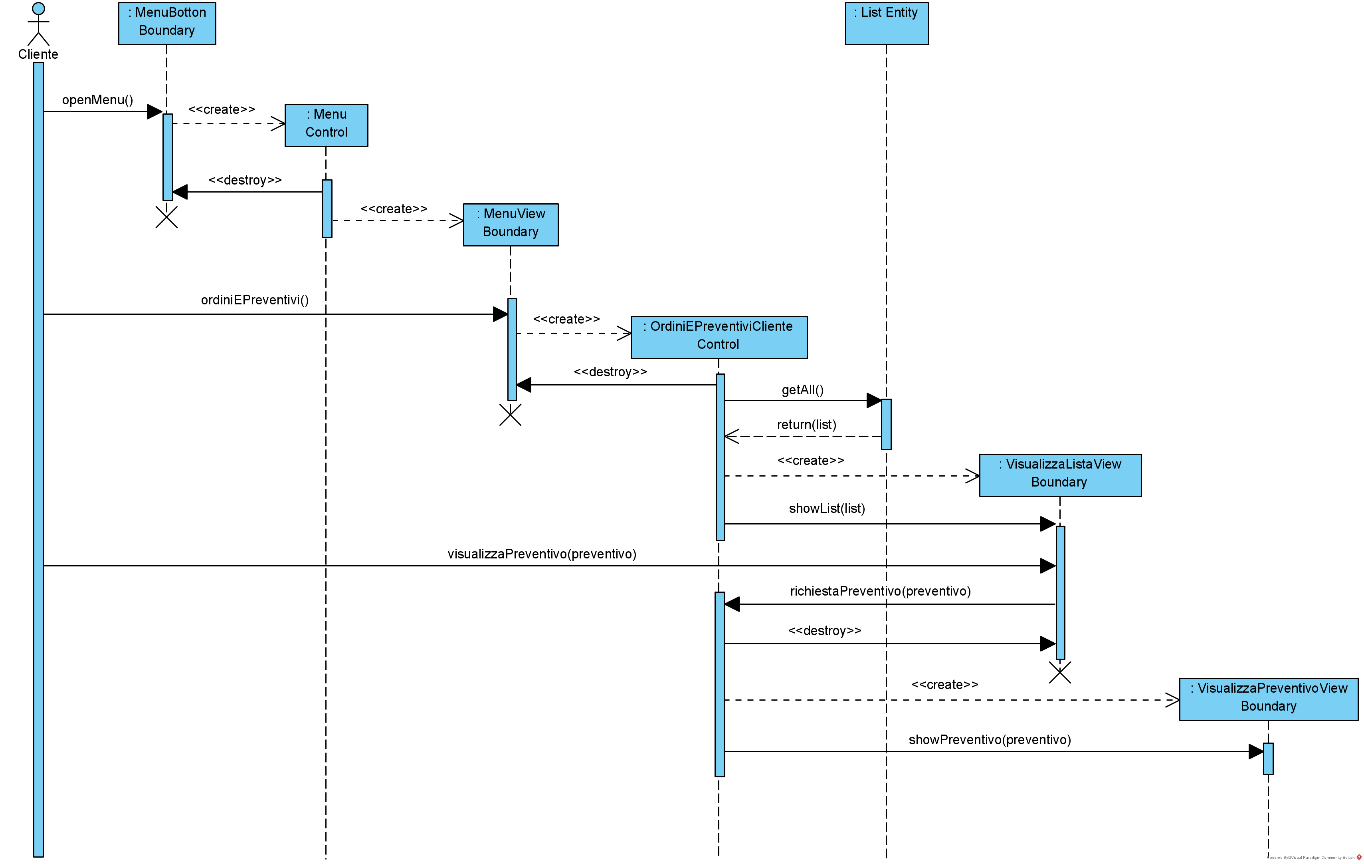 : MenuBotton
Boundary
: List Entity
Cliente
openMenu()
<<create>>
: Menu
Control
<<destroy>>
<<create>>
: MenuView
Boundary
ordiniEPreventivi()
<<create>>
: OrdiniEPreventiviCliente
Control
<<destroy>>
getAll()
return(list)
<<create>>
: VisualizzaListaView
Boundary
showList(list)
visualizzaPreventivo(preventivo)
richiestaPreventivo(preventivo)
<<destroy>>
<<create>>
: VisualizzaPreventivoView
Boundary
showPreventivo(preventivo)